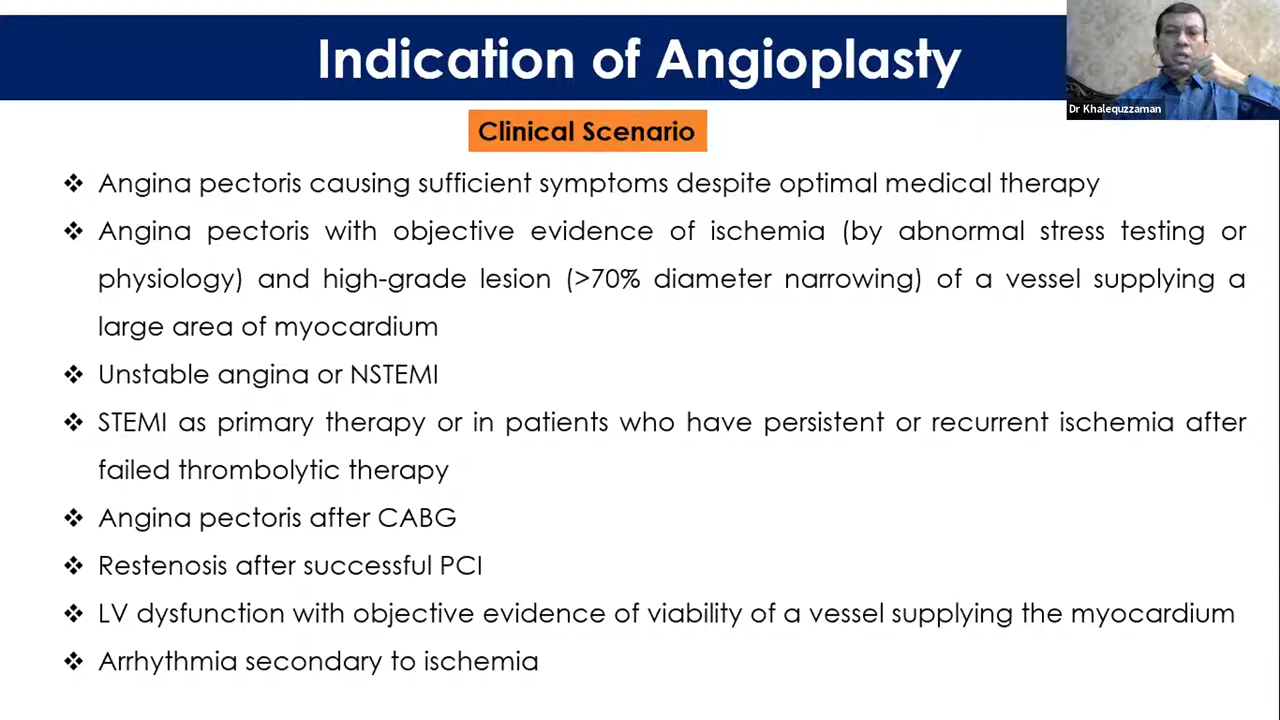 Indication of Angioplasty
Dr Khalequzzaman
Clinical Scenario
❖ Angina pectoris causing sufficient symptoms despite optimal medical therapy
❖ Angina pectoris with objective evidence of ischemia (by abnormal stress testing or
physiology) and high-grade lesion (>70% diameter narrowing) of a vessel supplying a
large area of myocardium
❖ Unstable angina or NSTEMI
❖ STEMI as primary therapy or in patients who have persistent or recurrent ischemia after
failed thrombolytic therapy
❖ Angina pectoris after CABG
❖ Restenosis after successful PCI
❖ LV dysfunction with objective evidence of viability of a vessel supplying the myocardium
❖ Arrhythmia secondary to ischemia